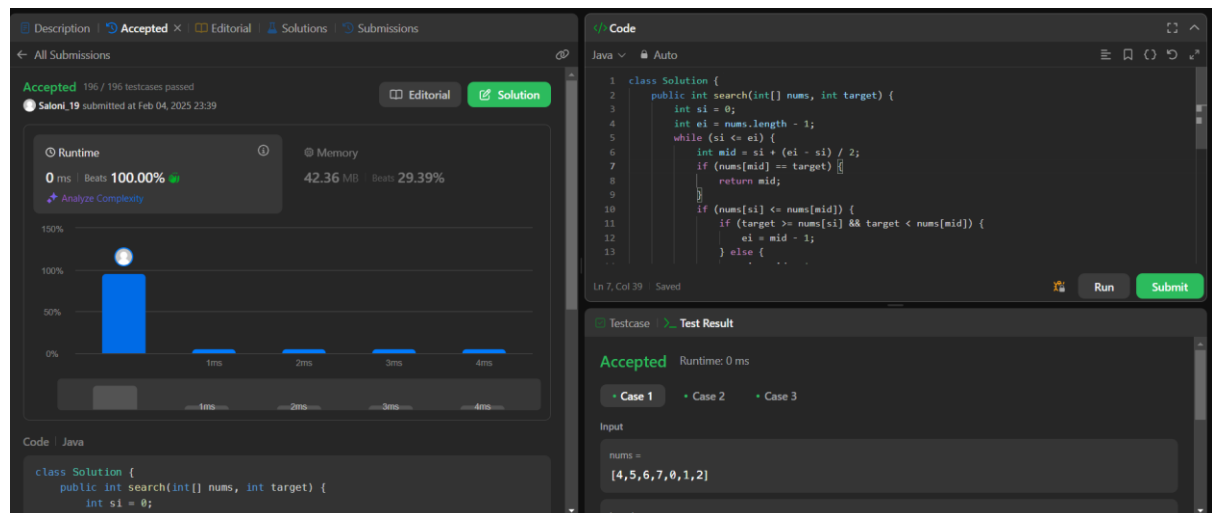 Description Accepted × Editorial Solutions Submissions
← All Submissions
Accepted 196 / 196 testcases passed
Saloni_19 submitted at Feb 04, 2025 23:39
Editorial
Solution
Runtime
0 ms | Beats 100.00%
Analyze Complexity
Memory
42.36 MB | Beats 29.39%
150%
100%
50%
0%
1ms 2ms 3ms 4ms
1ms 2ms 3ms 4ms
Code | Java
class Solution {
public int search(int[] nums, int target) {
int si = 0;
</> Code
Java Auto
1 class Solution {
2 public int search(int[] nums, int target) {
3 int si = 0;
4 int ei = nums.length - 1;
5 while (si <= ei) {
6 int mid = si + (ei - si) / 2;
7 if (nums[mid] == target) {
8 return mid;
9 }
10 if (nums[si] <= nums[mid]) {
11 if (target >= nums[si] && target < nums[mid]) {
12 ei = mid - 1;
13 } else {
Ln 7, Col 39 | Saved
Run
Submit
Testcase | >_ Test Result
Accepted Runtime: 0 ms
• Case 1 • Case 2 • Case 3
Input
nums =
[4,5,6,7,0,1,2]